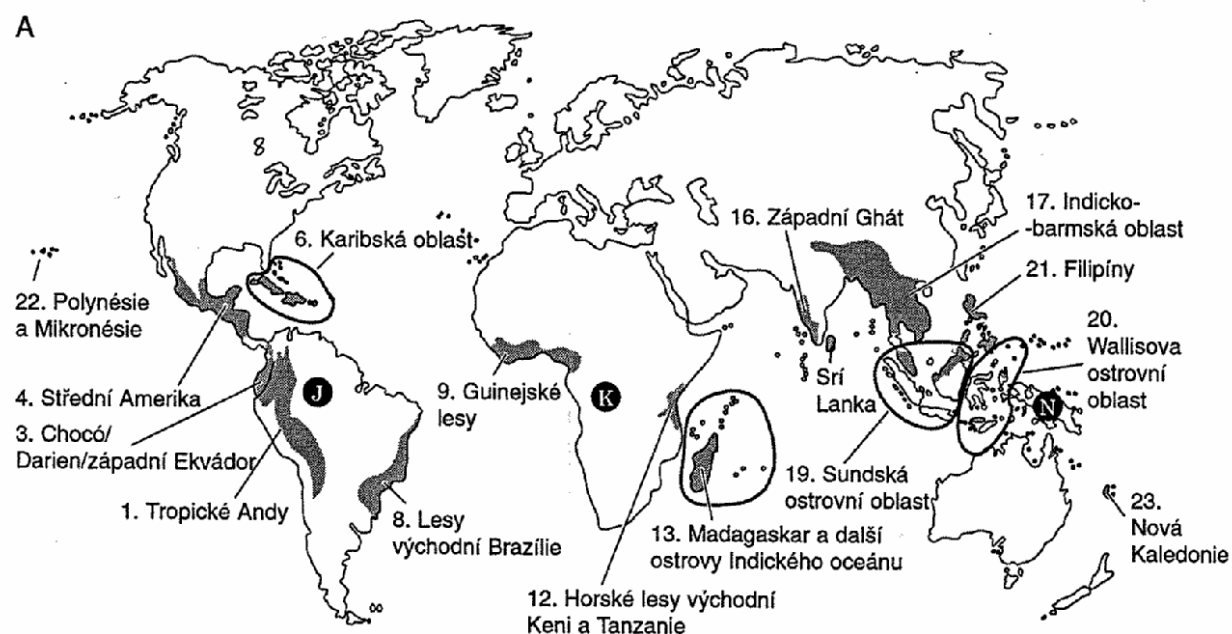 A
6. Karibská oblast
16. Západní Ghát
17. Indicko-
-barmská oblast
21. Filipíny
22. Polynésie
a Mikronésie
20.
Wallisova
ostrovní
oblast
4. Střední Amerika
J
9. Guinejské
lesy
K
Srí
Lanka
N
3. Chocó/
Darien/západní Ekvádor
1. Tropické Andy
8. Lesy
východní Brazílie
19. Sundská
ostrovní oblast
13. Madagaskar a další
ostrovy Indického oceánu
23.
Nová
Kaledonie
12. Horské lesy východní
Keni a Tanzanie